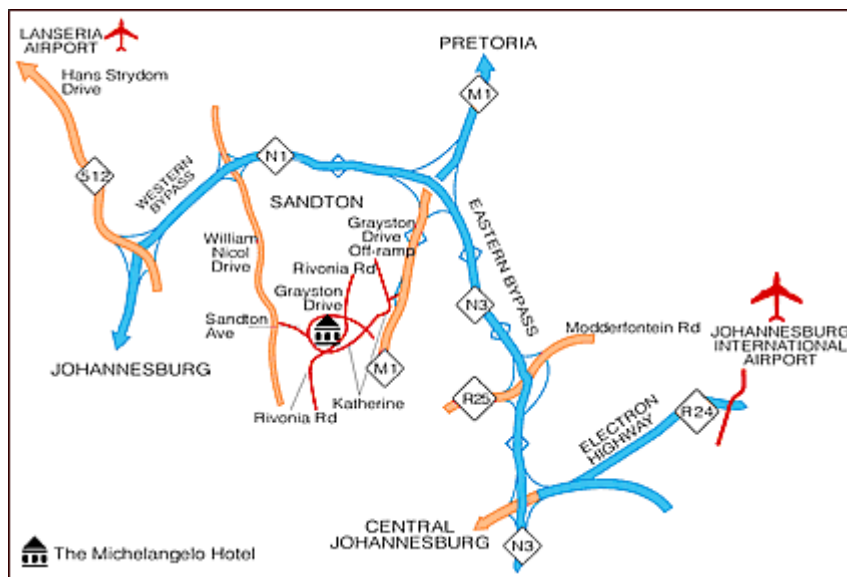 LANSERIA
AIRPORT
Hans Strydom
Drive
PRETORIA
M1
N1
S12
WESTERN
BYPASS
SANDTON
William
Nicol
Drive
Grayston
Drive
Off-ramp
Rivonia Rd
Grayston
Drive
Sandton
Ave
EASTERN BYPASS
N3
Modderfontein Rd
JOHANNESBURG
INTERNATIONAL
AIRPORT
JOHANNESBURG
M1
Rivonia Rd
Katherine
R25
R24
ELECTRON
HIGHWAY
CENTRAL
JOHANNESBURG
N3
The Michelangelo Hotel